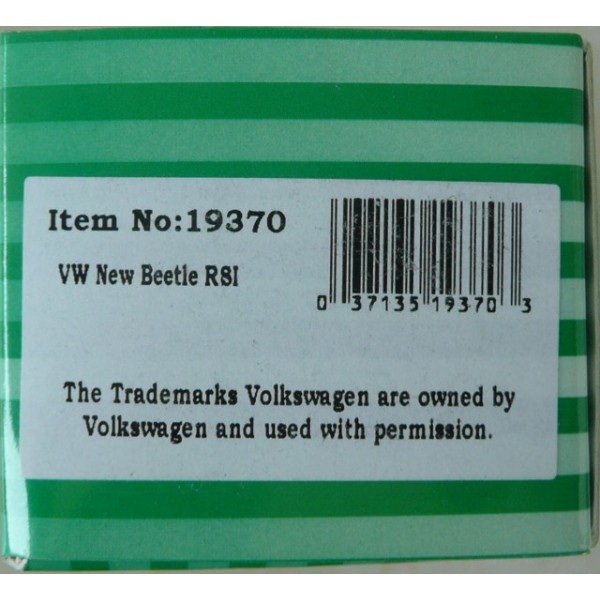 Item No:19370
VW New Beetle RSI
0 37135 19370 3
The Trademarks Volkswagen are owned by
Volkswagen and used with permission.